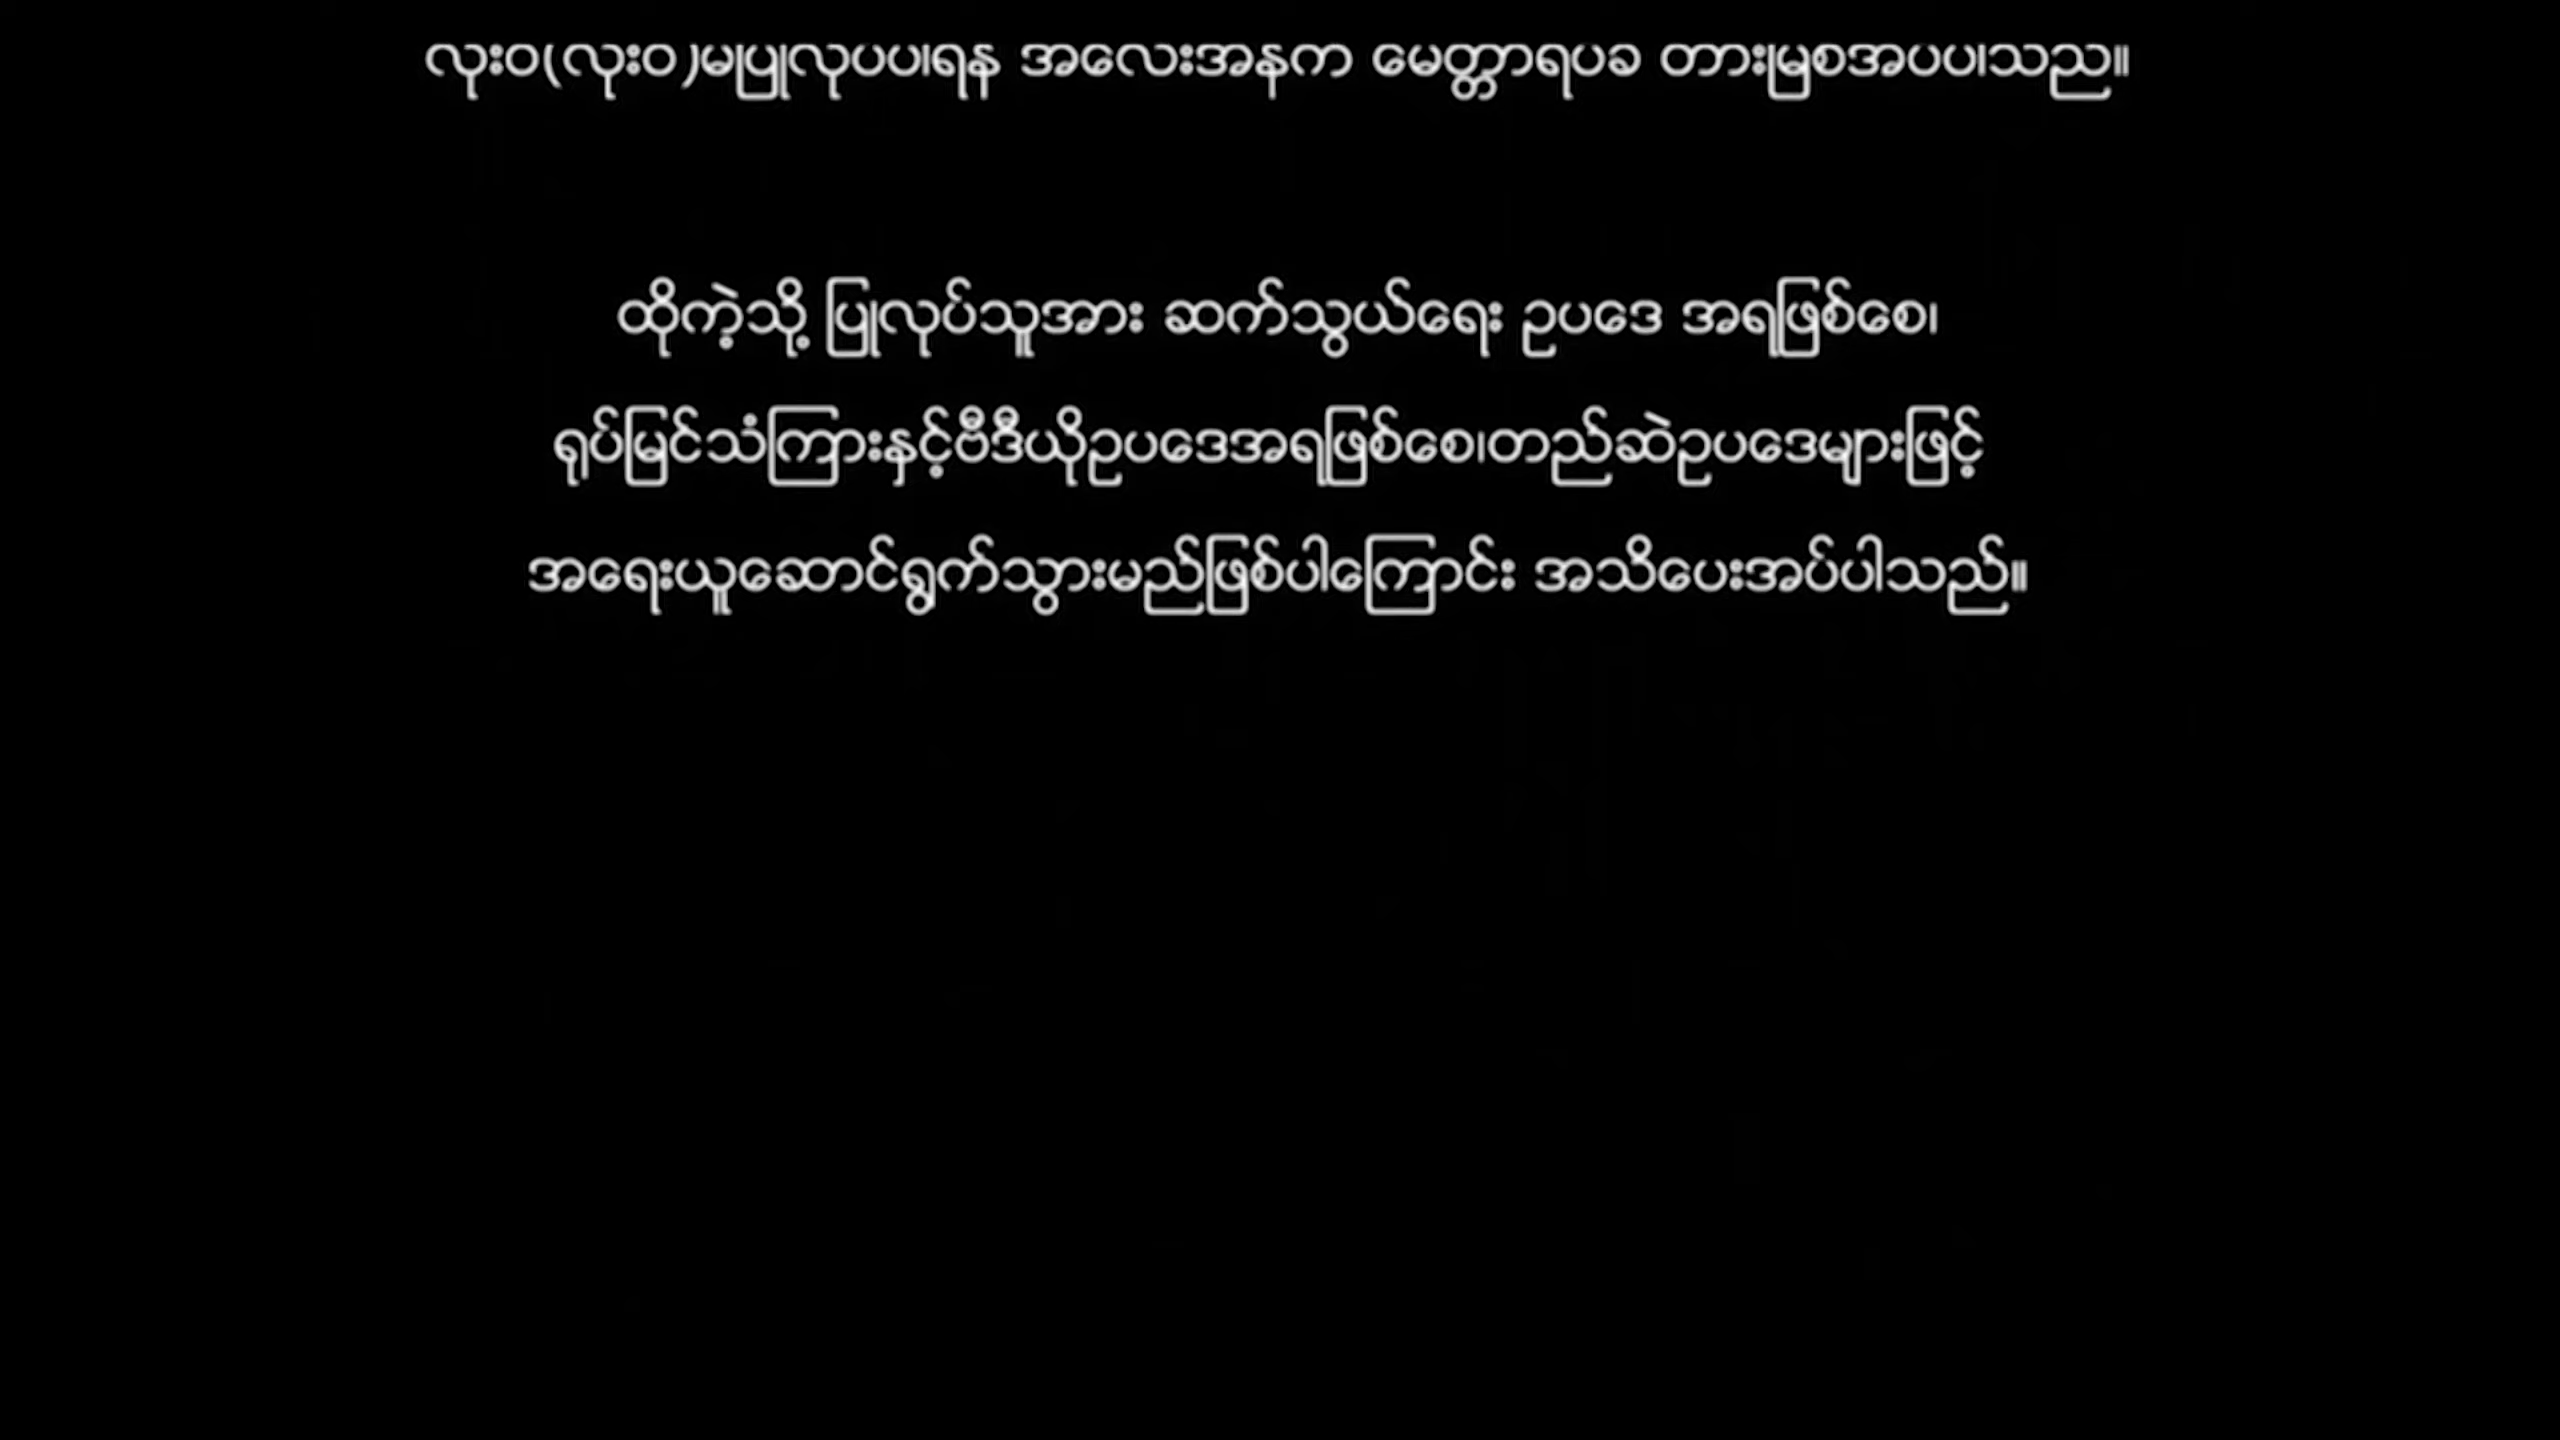 လုံးဝ(လုံးဝ)မပြုလုပ်ပါရန် အလေးအနက် မေတ္တာရပ်ခံ တားမြစ်အပ်ပါသည်။
ထိုကဲ့သို့ ပြုလုပ်သူအား ဆက်သွယ်ရေး ဥပဒေ အရဖြစ်စေ၊
ရုပ်မြင်သံကြားနှင့်ဗီဒီယိုဥပဒေအရဖြစ်စေ၊တည်ဆဲဥပဒေများဖြင့်
အရေးယူဆောင်ရွက်သွားမည်ဖြစ်ပါကြောင်း အသိပေးအပ်ပါသည်။